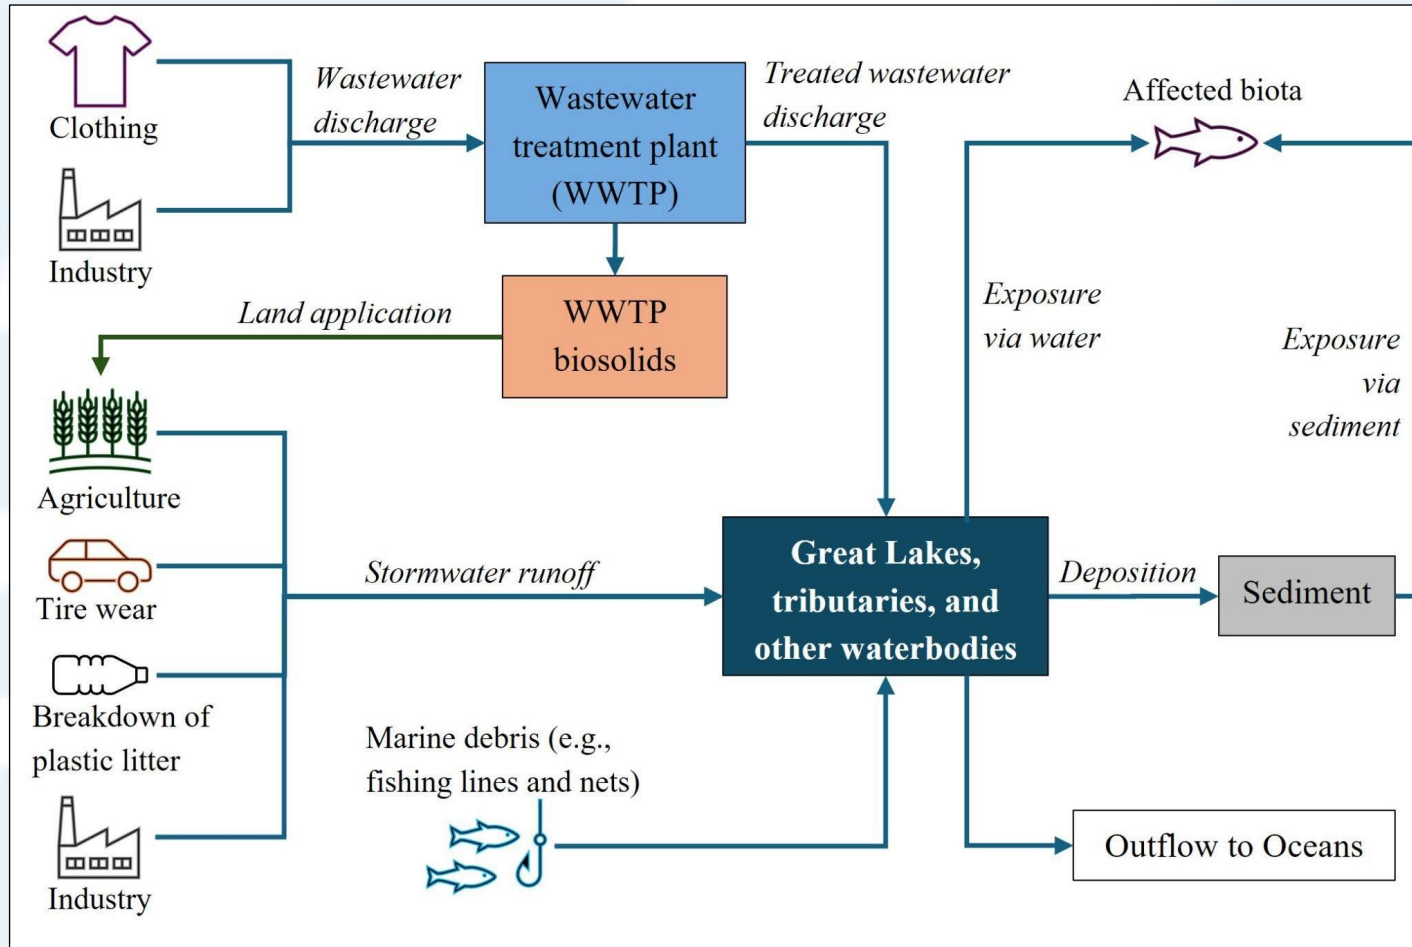 Clothing
Industry
Wastewater
discharge
Wastewater
treatment plant
(WWTP)
Treated wastewater
discharge
Affected biota
WWTP
biosolids
Land application
Exposure
via water
Exposure
via
sediment
Agriculture
Tire wear
Breakdown of
plastic litter
Industry
Stormwater runoff
Great Lakes,
tributaries, and
other waterbodies
Deposition
Sediment
Marine debris (e.g.,
fishing lines and nets)
Outflow to Oceans